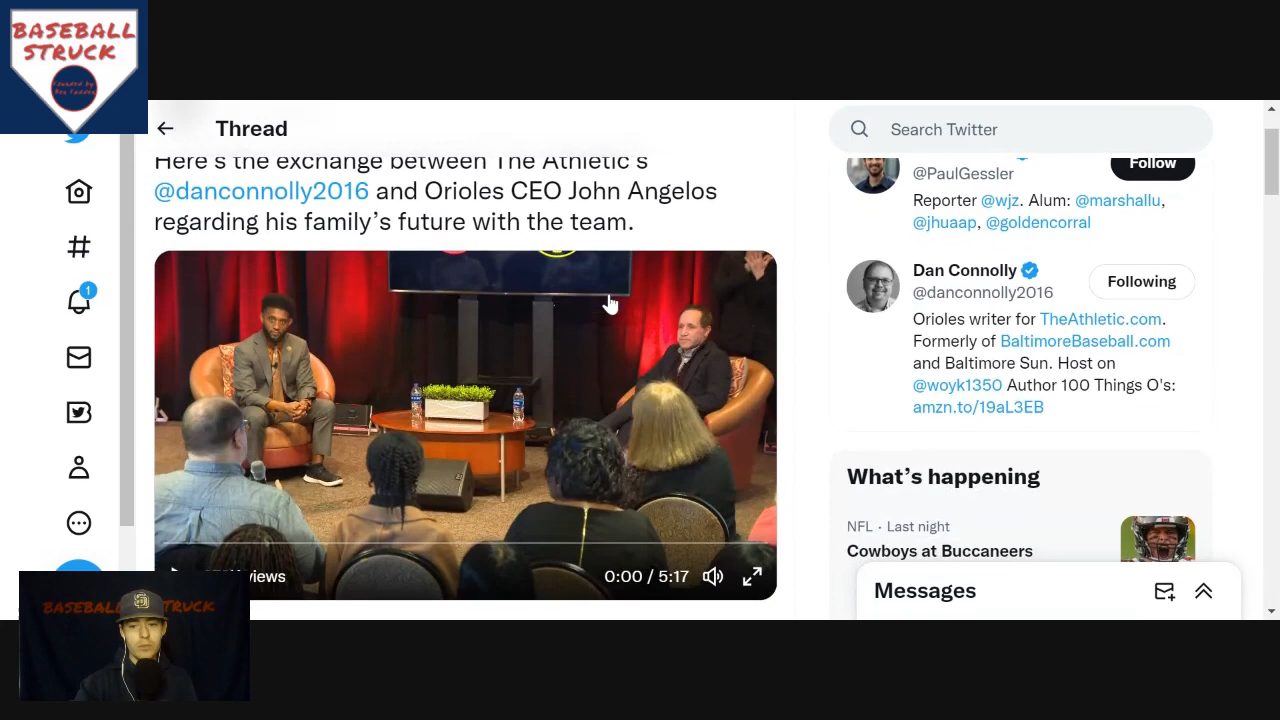 BASEBALL
STRUCK
Thread
Here's the exchange between The Athletic's
@danconnolly2016 and Orioles CEO John Angelos
regarding his family's future with the team.
views
0:00 / 5:17
Search Twitter
@PaulGessler
Follow
Reporter @wjz. Alum: @marshallu,
@jhuaap, @goldencorral
Dan Connolly
@danconnolly2016
Following
Orioles writer for TheAthletic.com.
Formerly of BaltimoreBaseball.com
and Baltimore Sun. Host on
@woyk1350 Author 100 Things O's:
amzn.to/19aL3EB
What's happening
NFL · Last night
Cowboys at Buccaneers
Messages
1
BASEBALL STRUCK